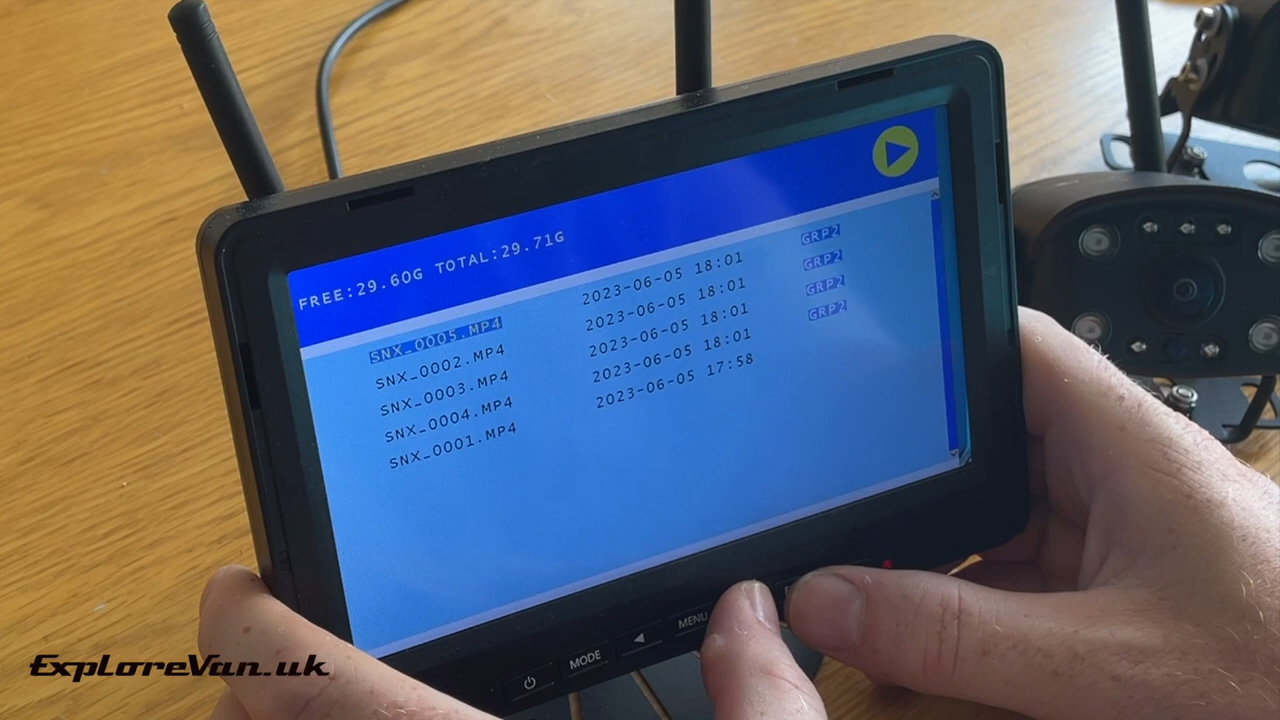 FREE:29.60G TOTAL:29.71G
SNX_0005.MP4 2023-06-05 18:01 GRP2
SNX_0002.MP4 2023-06-05 18:01 GRP2
SNX_0003.MP4 2023-06-05 18:01 GRP2
SNX_0004.MP4 2023-06-05 18:01 GRP2
SNX_0001.MP4 2023-06-05 17:58
MODE MENU
ExploreVan.uk